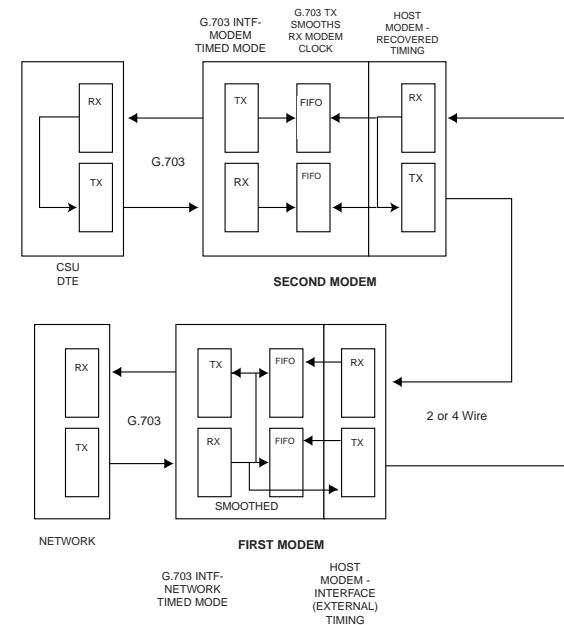 G.703 INTF-
MODEM
TIMED MODE
G.703 TX
SMOOTHS
RX MODEM
CLOCK
HOST
MODEM -
RECOVERED
TIMING
RX
TX
G.703
TX
RX
FIFO
FIFO
RX
TX
CSU
DTE
SECOND MODEM
RX
TX
G.703
TX
RX
FIFO
FIFO
SMOOTHED
RX
TX
2 or 4 Wire
NETWORK
FIRST MODEM
G.703 INTF-
NETWORK
TIMED MODE
HOST
MODEM -
INTERFACE
(EXTERNAL)
TIMING